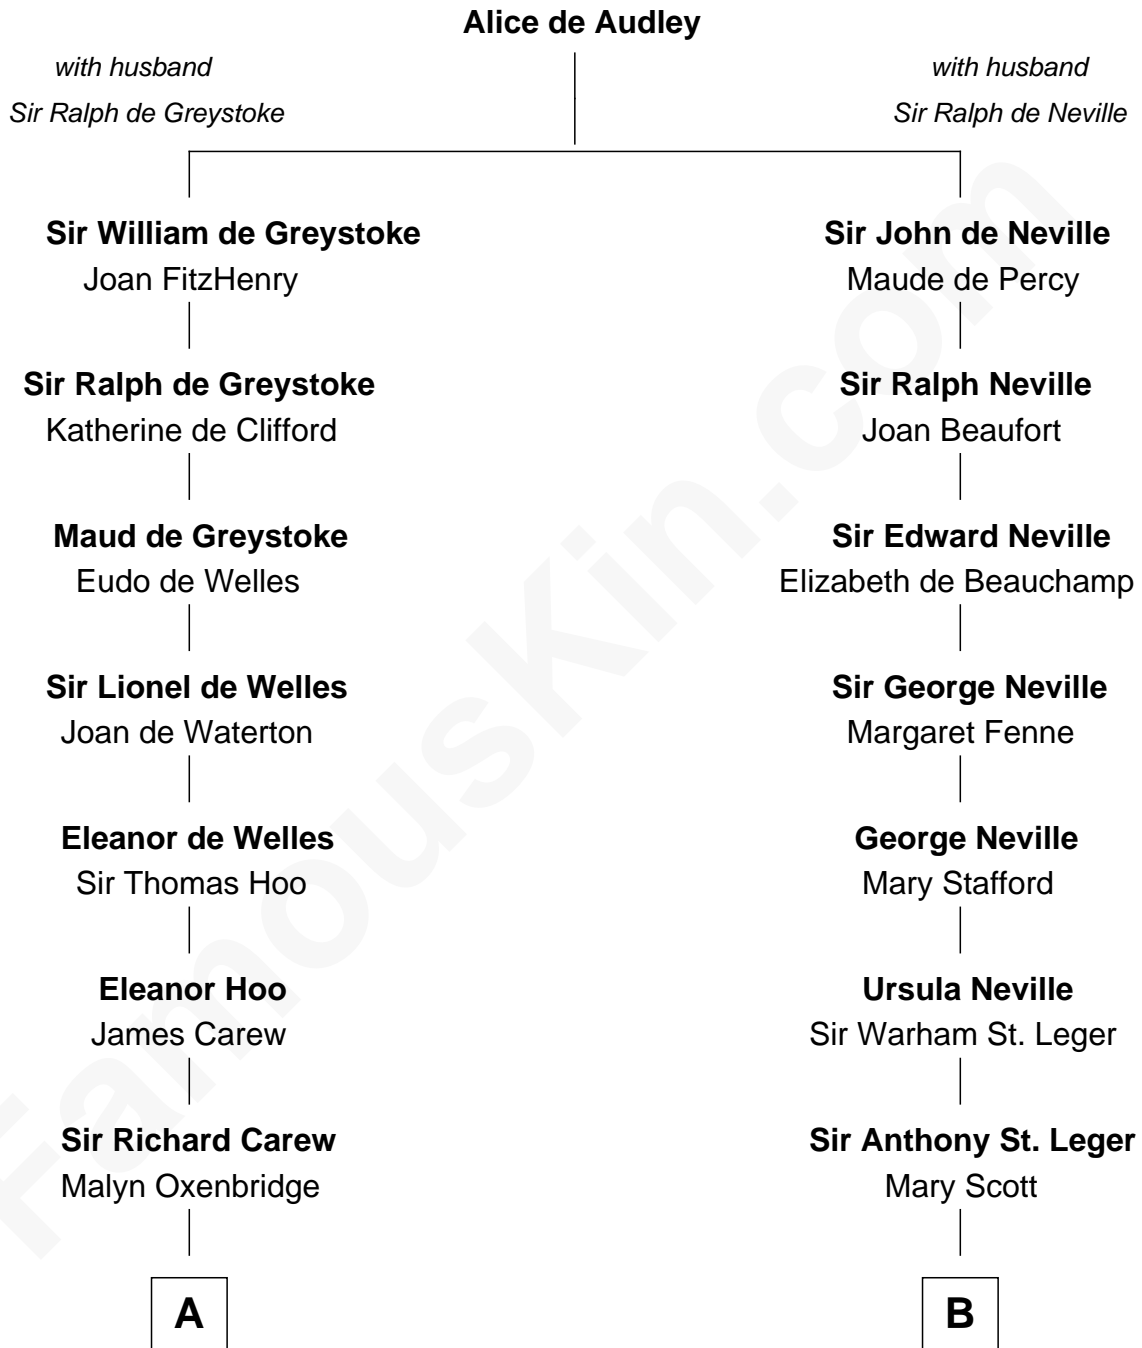 Alice de Audley
with husband
Sir Ralph de Greystoke
with husband
Sir Ralph de Neville
Sir William de Greystoke
Joan FitzHenry
Sir John de Neville
Maude de Percy
Sir Ralph de Greystoke
Katherine de Clifford
Sir Ralph Neville
Joan Beaufort
Maud de Greystoke
Eudo de Welles
Sir Edward Neville
Elizabeth de Beauchamp
Sir Lionel de Welles
Joan de Waterton
Sir George Neville
Margaret Fenne
Eleanor de Welles
Sir Thomas Hoo
George Neville
Mary Stafford
Eleanor Hoo
James Carew
Ursula Neville
Sir Warham St. Leger
Sir Richard Carew
Malyn Oxenbridge
Sir Anthony St. Leger
Mary Scott
A
B
FamousKin.com